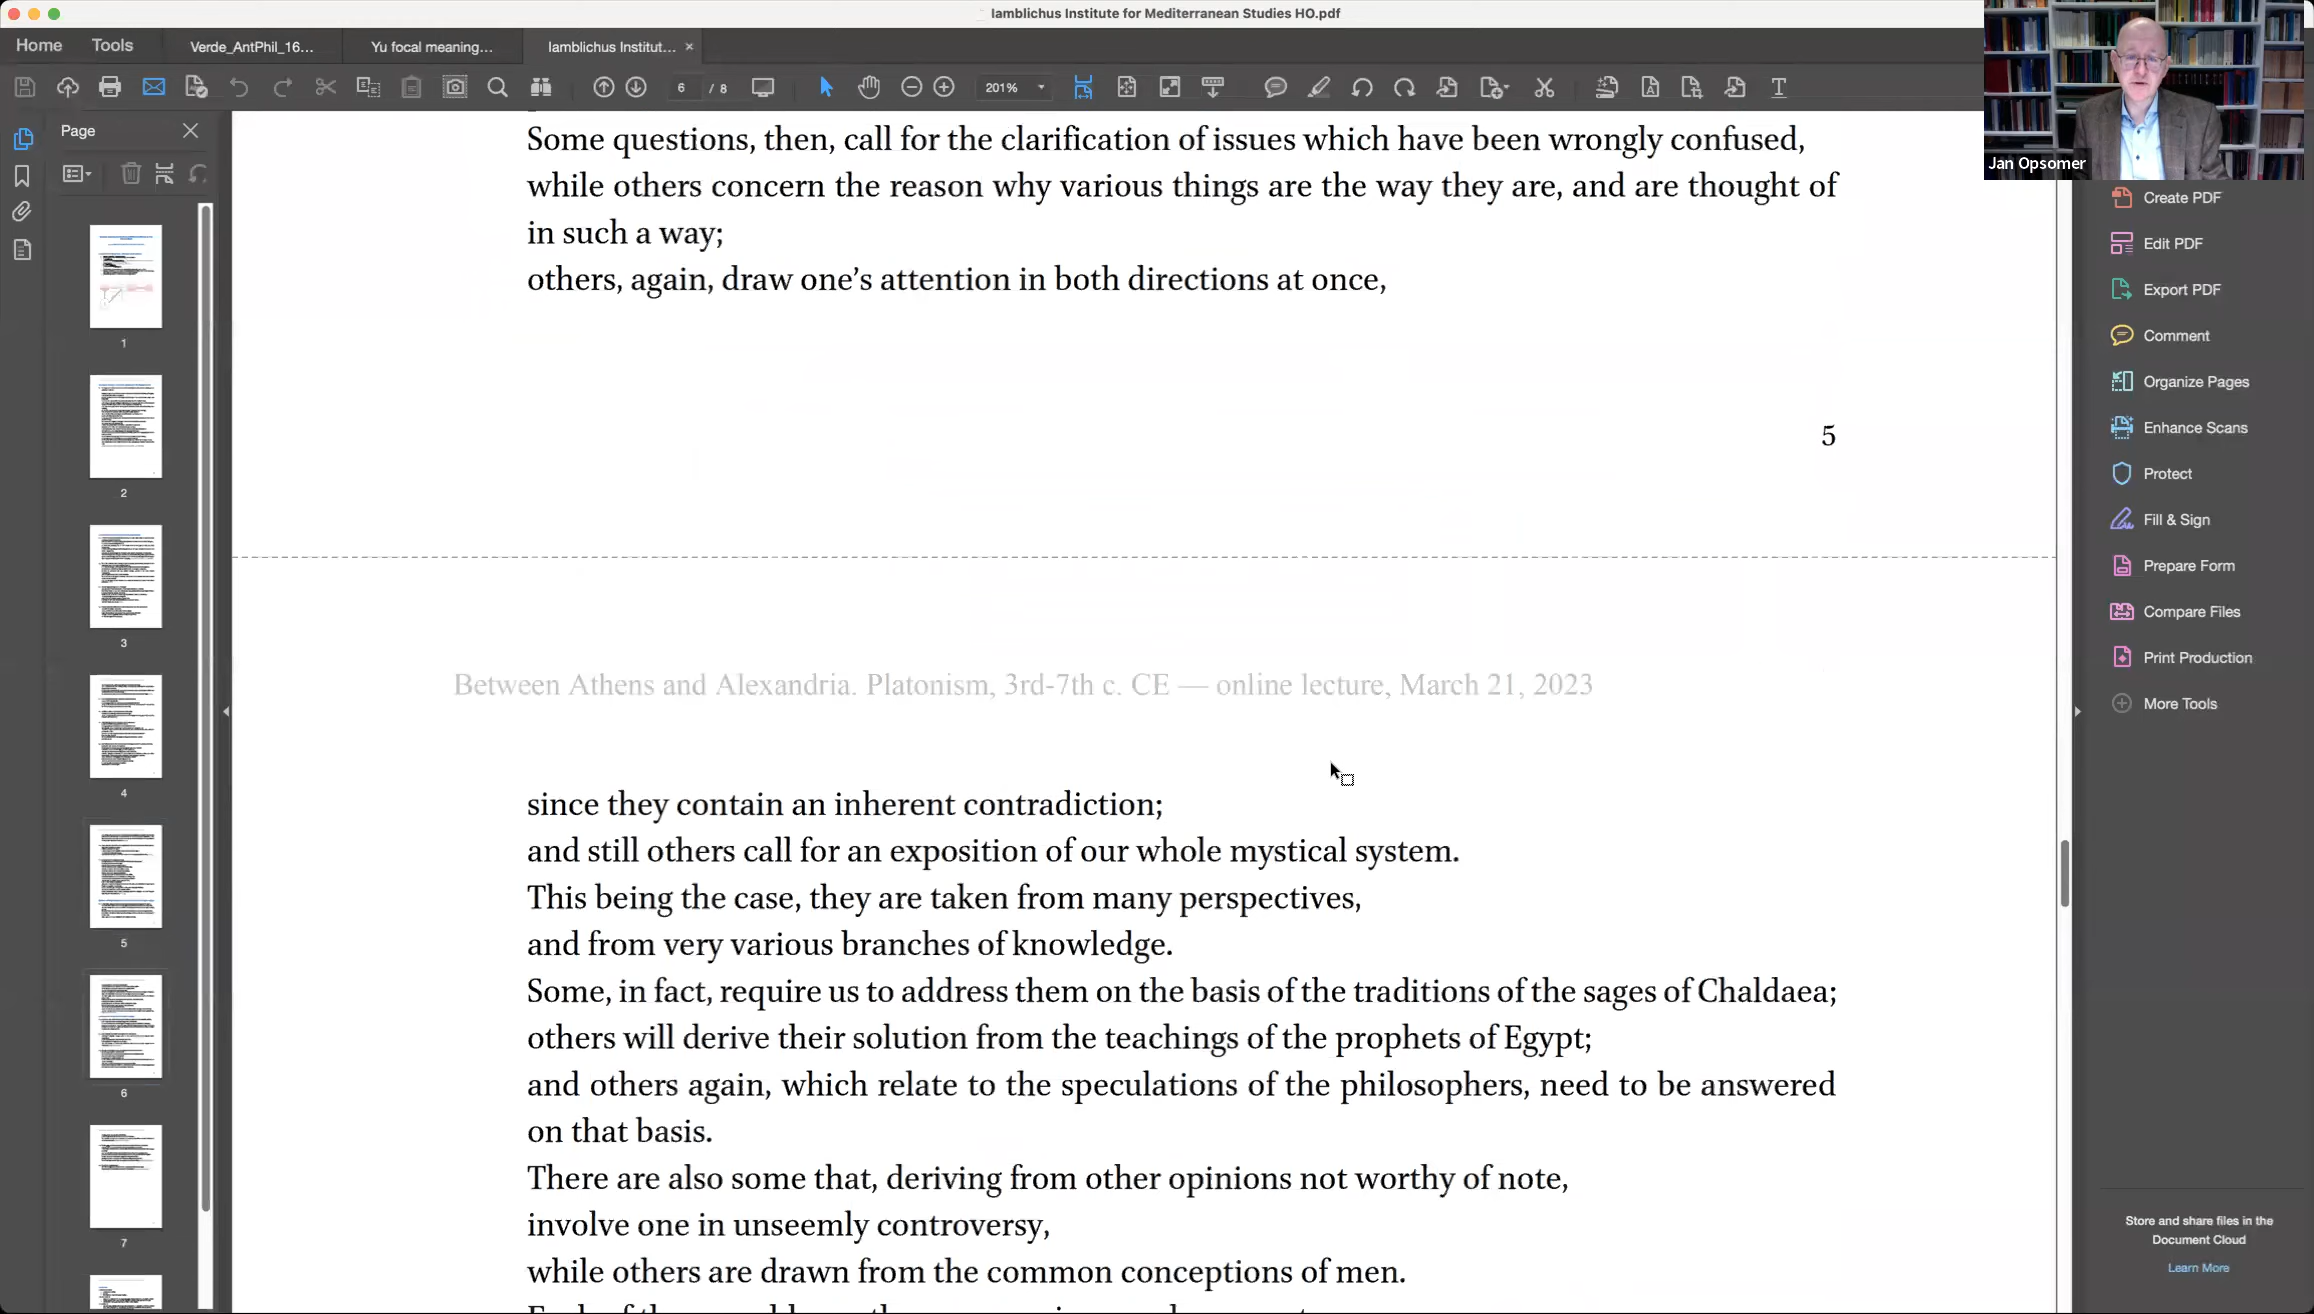 Iamblichus Institute for Mediterranean Studies HO.pdf
Home
Tools
Verde_AntPhil_16...
Yu focal meaning...
Iamblichus Institut...
6 / 8
201%
Jan Opsomer
Page
1
2
3
4
5
6
7
Some questions, then, call for the clarification of issues which have been wrongly confused,
while others concern the reason why various things are the way they are, and are thought of
in such a way;
others, again, draw one’s attention in both directions at once,
5
Between Athens and Alexandria. Platonism, 3rd-7th c. CE — online lecture, March 21, 2023
since they contain an inherent contradiction;
and still others call for an exposition of our whole mystical system.
This being the case, they are taken from many perspectives,
and from very various branches of knowledge.
Some, in fact, require us to address them on the basis of the traditions of the sages of Chaldaea;
others will derive their solution from the teachings of the prophets of Egypt;
and others again, which relate to the speculations of the philosophers, need to be answered
on that basis.
There are also some that, deriving from other opinions not worthy of note,
involve one in unseemly controversy,
while others are drawn from the common conceptions of men.
Create PDF
Edit PDF
Export PDF
Comment
Organize Pages
Enhance Scans
Protect
Fill & Sign
Prepare Form
Compare Files
Print Production
More Tools
Store and share files in the
Document Cloud
Learn More